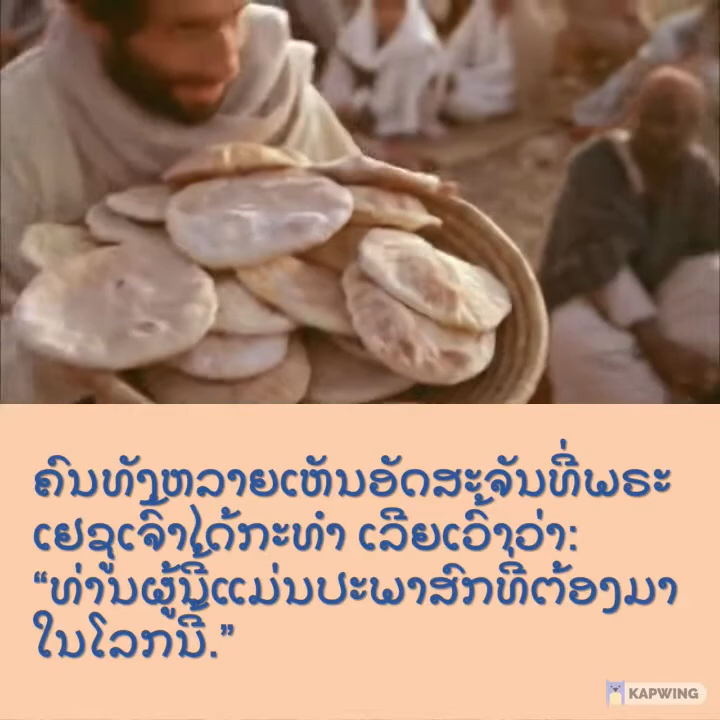 ຄົນທັງຫລາຍເຫັນອັດສະຈັນທີ່ພຣະ
ເຢຊູເຈົ້າໄດ້ກະທຳ ເລີຍເວົ້າວ່າ:
“ທ່ານຜູ້ນີ້ແມ່ນປະພາສົກທີ່ຕ້ອງມາ
ໃນໂລກນີ້.”
KAPWING